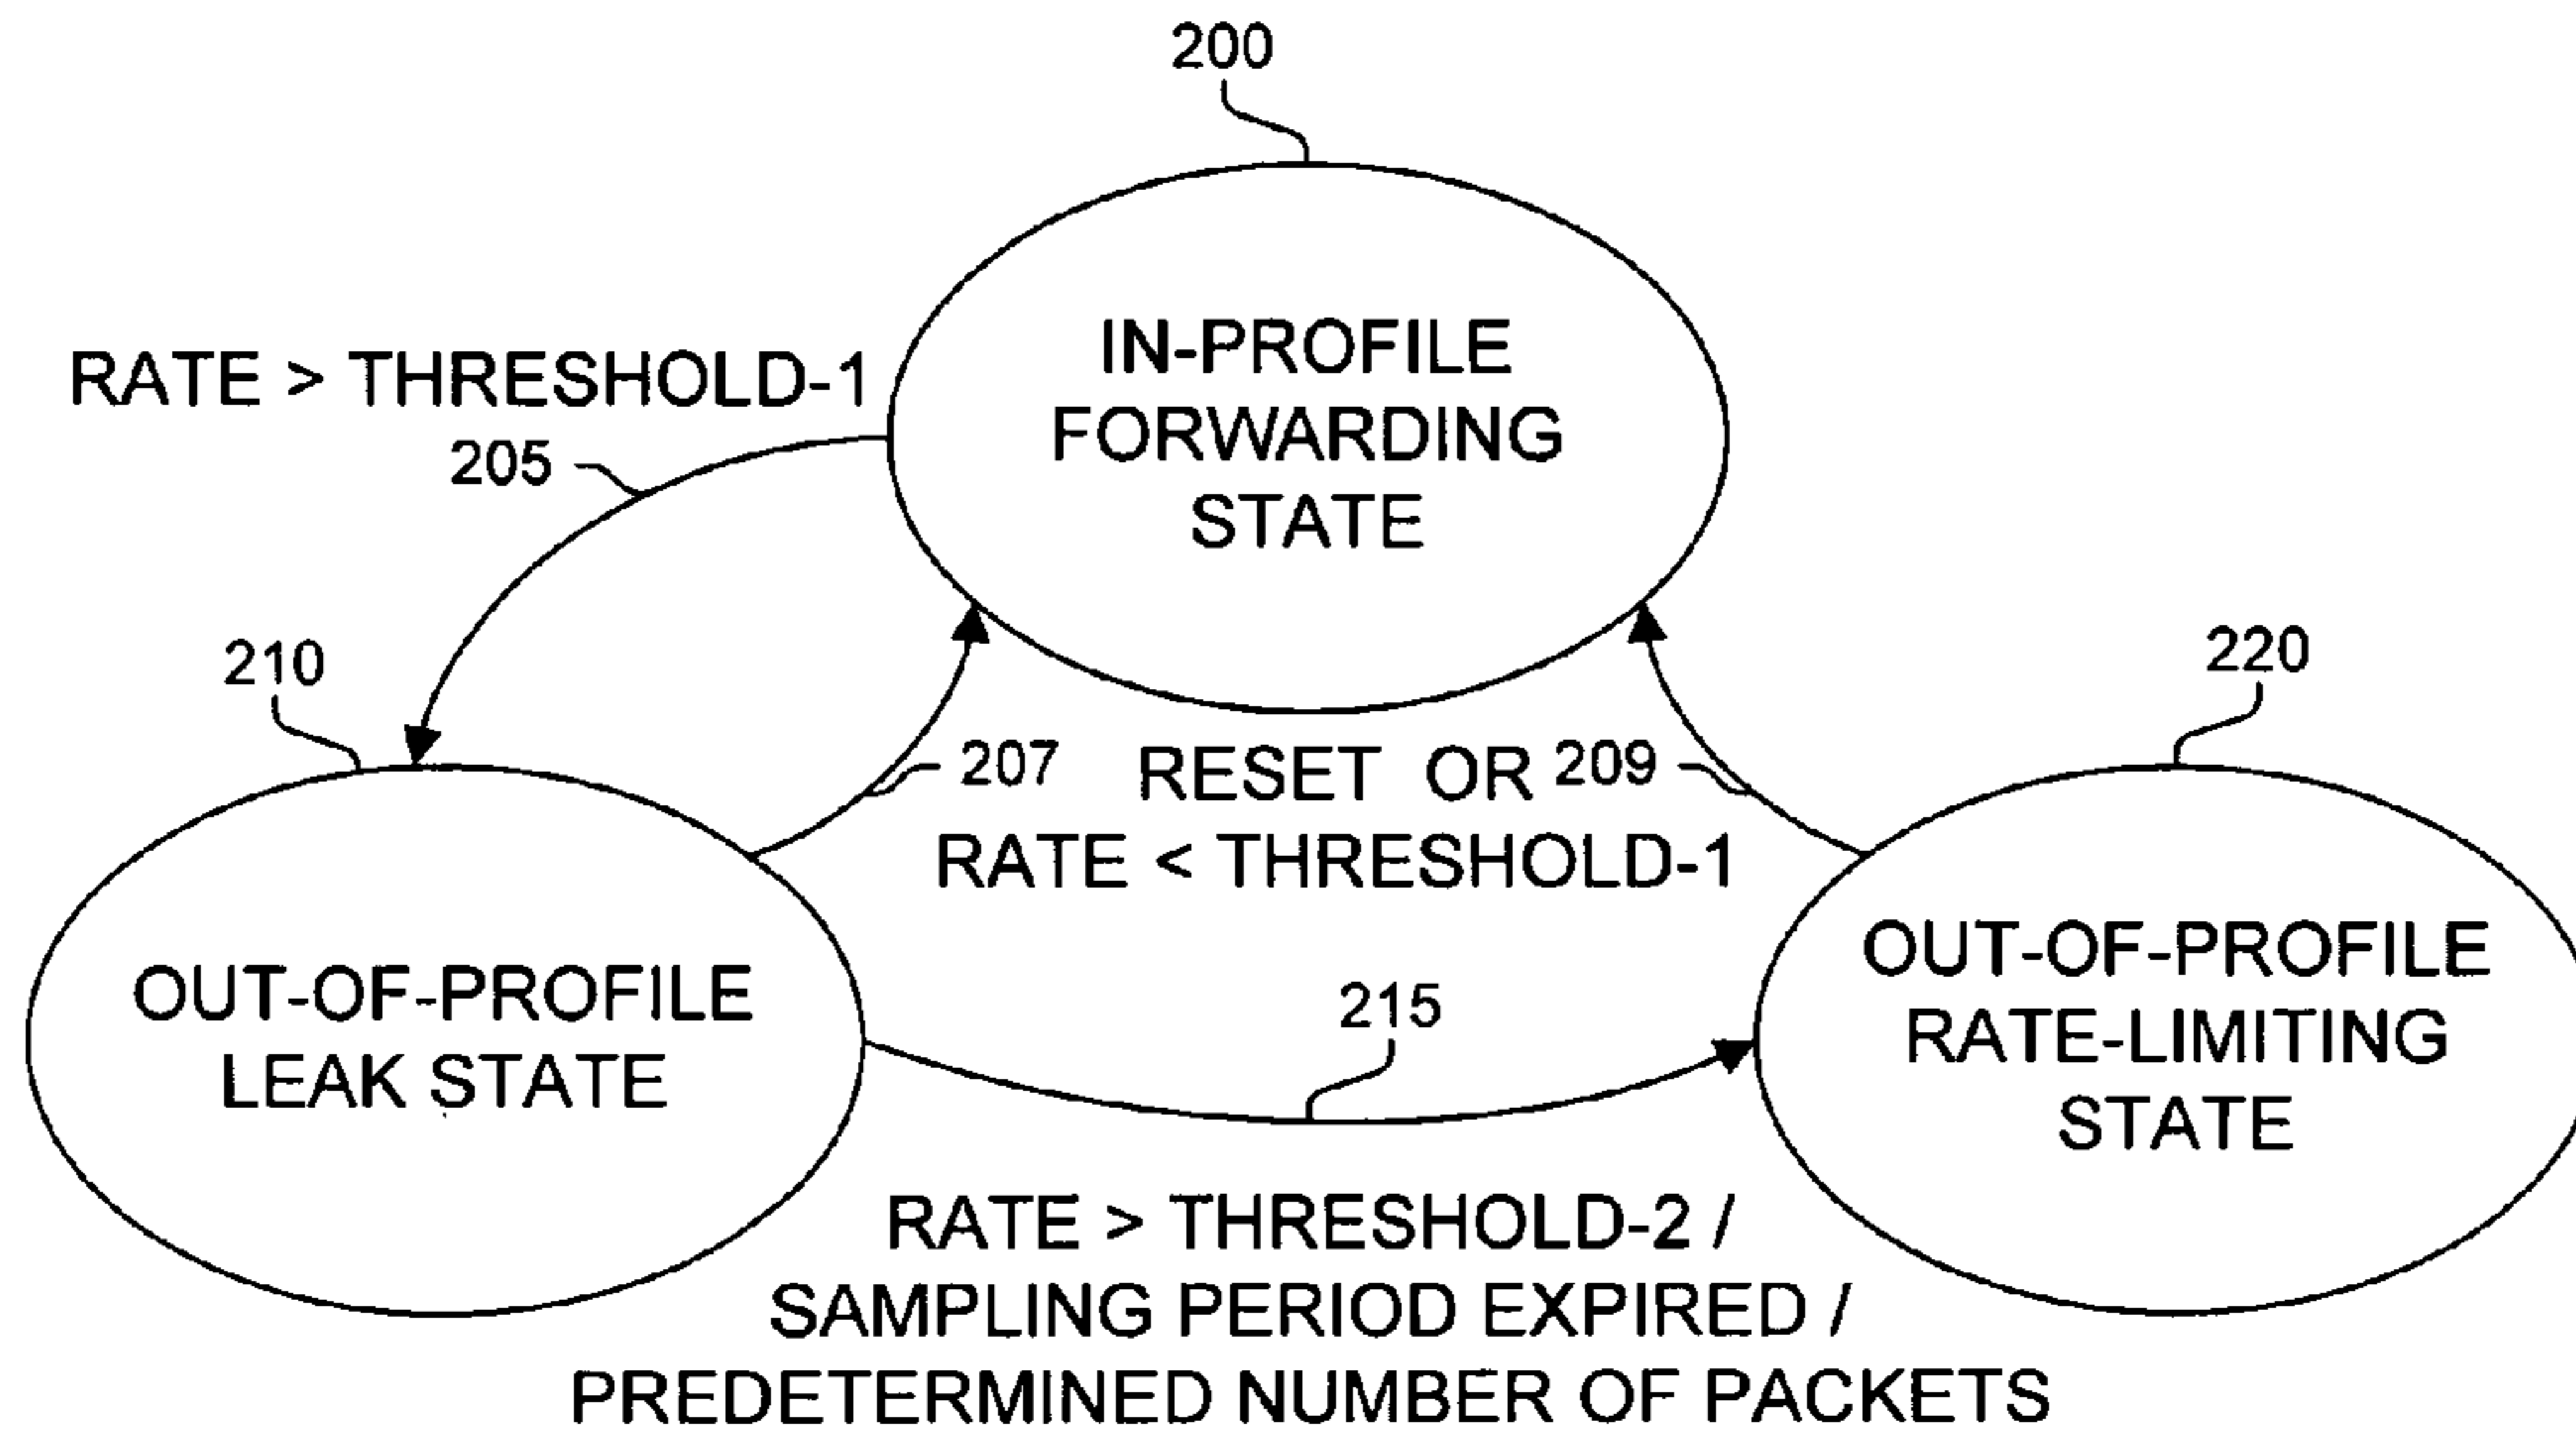 200
IN-PROFILE
FORWARDING
STATE
RATE > THRESHOLD-1
205
210
220
207
RESET OR
209
RATE < THRESHOLD-1
OUT-OF-PROFILE
LEAK STATE
OUT-OF-PROFILE
RATE-LIMITING
STATE
215
RATE > THRESHOLD-2 /
SAMPLING PERIOD EXPIRED /
PREDETERMINED NUMBER OF PACKETS